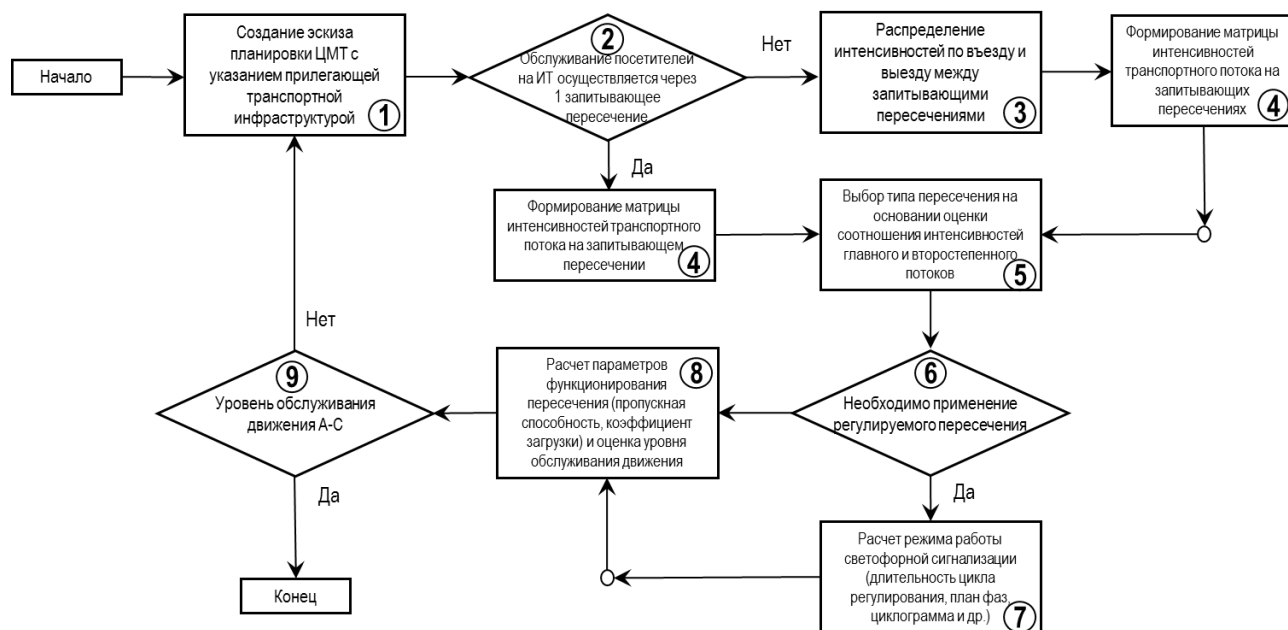 Начало
Создание эскиза
планировки ЦМТ с
указанием прилегающей
транспортной
инфраструктурой
1
2
Обслуживание посетителей
на ИТ осуществляется через
1 запитывающее
пересечение
Нет
Да
Распределение
интенсивностей по въезду и
выезду между
запитывающими
пересечениями
3
Формирование матрицы
интенсивностей
транспортного потока на
запитывающих
пересечениях
4
Формирование матрицы
интенсивностей транспортного
потока на запитывающем
пересечении
4
Выбор типа пересечения на
основании оценки
соотношения интенсивностей
главного и второстепенного
потоков
5
6
Необходимо применение
регулируемого пересечения
Да
Расчет режима работы
светофорной сигнализации
(длительность цикла
регулирования, план фаз,
циклограмма и др.)
7
Расчет параметров
функционирования
пересечения (пропускная
способность, коэффициент
загрузки) и оценка уровня
обслуживания движения
8
9
Уровень обслуживания
движения А-С
Нет
Да
Конец